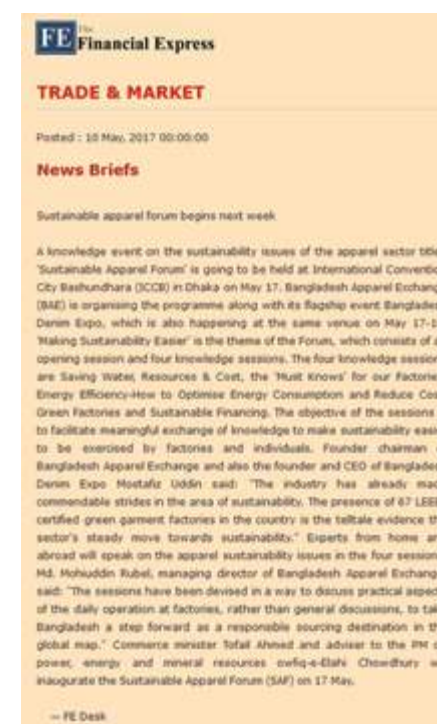 FE The
Financial Express
TRADE & MARKET
Posted : 10 May, 2017 00:00:00
News Briefs
Sustainable apparel forum begins next week
A knowledge event on the sustainability issues of the apparel sector title
'Sustainable Apparel Forum' is going to be held at International Conventio
City Bashundhara (ICCB) in Dhaka on May 17. Bangladesh Apparel Exchang
(BAE) is organising the programme along with its flagship event Banglades
Denim Expo, which is also happening at the same venue on May 17-1
'Making Sustainability Easier' is the theme of the Forum, which consists of a
opening session and four knowledge sessions. The four knowledge session
are Saving Water, Resources & Cost, the 'Must Knows' for our Factorie
Energy Efficiency-How to Optimise Energy Consumption and Reduce Cos
Green Factories and Sustainable Financing. The objective of the sessions
to facilitate meaningful exchange of knowledge to make sustainability easi
to be exercised by factories and individuals. Founder chairman
Bangladesh Apparel Exchange and also the founder and CEO of Banglades
Denim Expo Mostafiz Uddin said: "The industry has already mad
commendable strides in the area of sustainability. The presence of 67 LEE
certified green garment factories in the country is the telltale evidence th
sector's steady move towards sustainability." Experts from home an
abroad will speak on the apparel sustainability issues in the four session
Md. Mohiuddin Rubel, managing director of Bangladesh Apparel Exchang
said: "The sessions have been devised in a way to discuss practical aspec
of the daily operation at factories, rather than general discussions, to tak
Bangladesh a step forward as a responsible sourcing destination in th
global map." Commerce minister Tofail Ahmed and adviser to the PM o
power, energy and mineral resources owfiq-e-Elahi Chowdhury w
inaugurate the Sustainable Apparel Forum (SAF) on 17 May.
— FE Desk